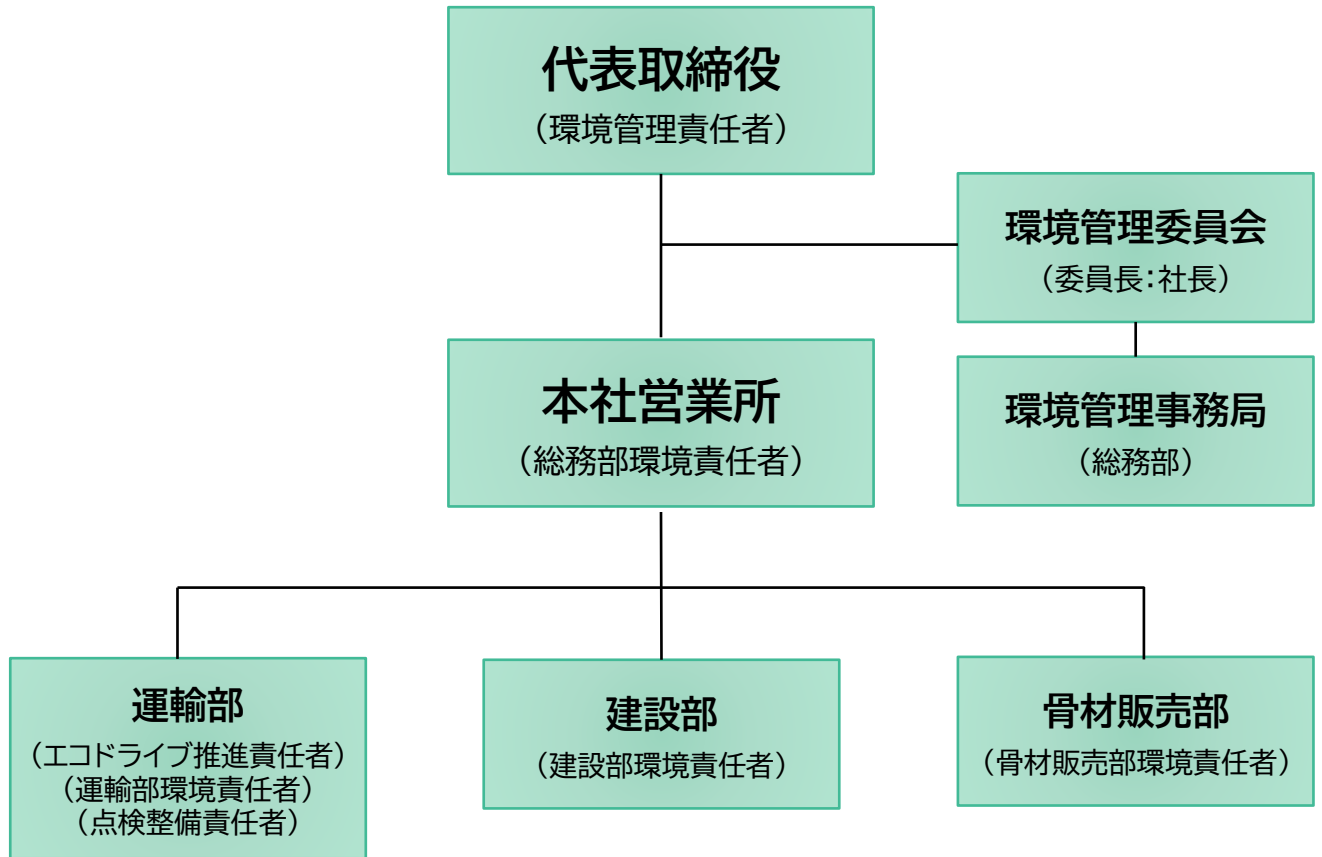 代表取締役
（環境管理責任者）
環境管理委員会
（委員長：社長）
本社営業所
（総務部環境責任者）
環境管理事務局
（総務部）
運輸部
（エコドライブ推進責任者）
（運輸部環境責任者）
（点検整備責任者）
建設部
（建設部環境責任者）
骨材販売部
（骨材販売部環境責任者）